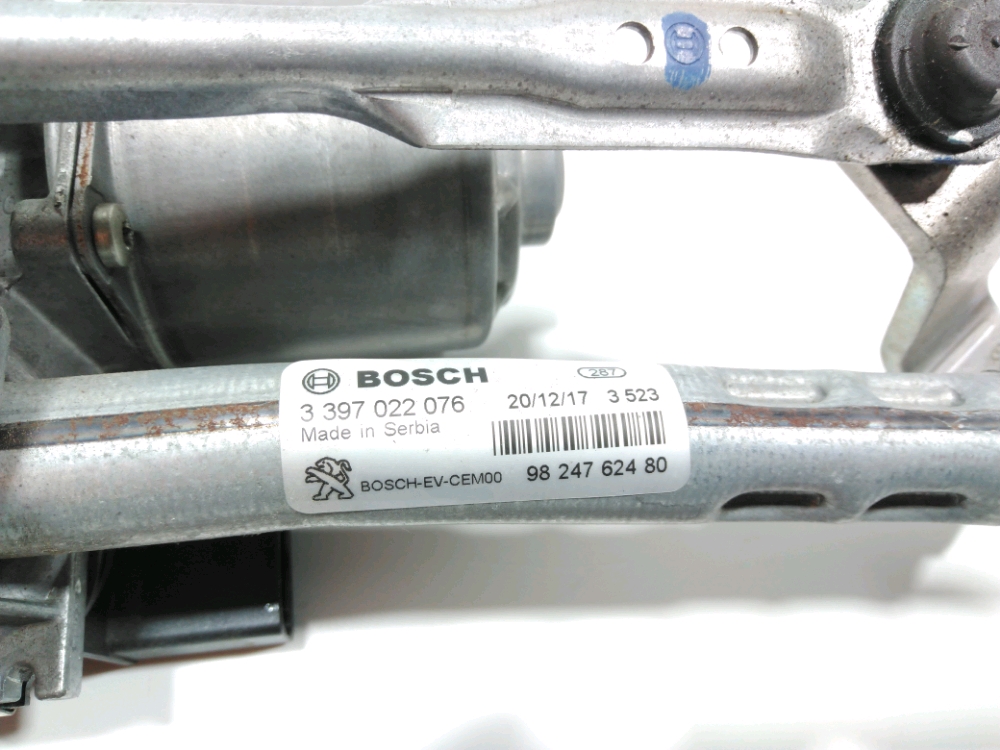 BOSCH
287
3 397 022 076
20/12/17 3 523
Made in Serbia
BOSCH-EV-CEM00
98 247 624 80